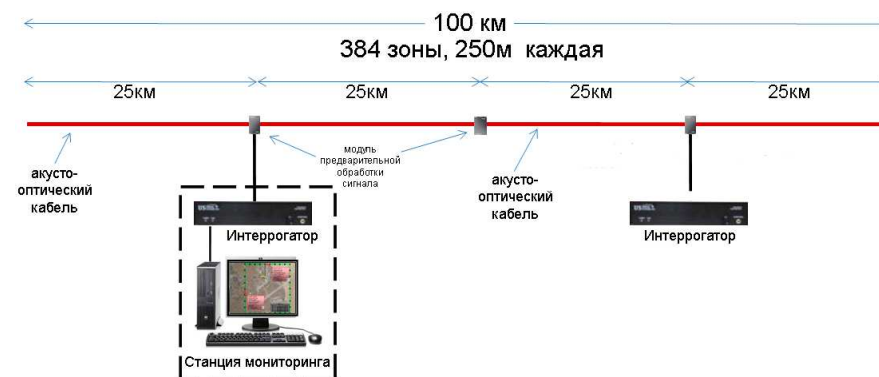 100 км
384 зоны, 250м каждая
25км
25км
25км
25км
модуль
предварительной
обработки
сигнала
акусто-
оптический
кабель
акусто-
оптический
кабель
Интеррогатор
Интеррогатор
Станция мониторинга